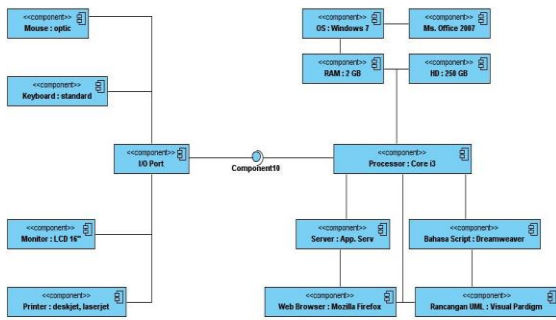 <<component>>
Mouse : optic
<<component>>
OS : Windows 7
<<component>>
Ms. Office 2007
<<component>>
Keyboard : standard
<<component>>
RAM : 2 GB
<<component>>
HD : 250 GB
<<component>>
I/O Port
Component10
<<component>>
Processor : Core i3
<<component>>
Monitor : LCD 16"
<<component>>
Server : App. Serv
<<component>>
Bahasa Script : Dreamweaver
<<component>>
Printer : deskjet, laserjet
<<component>>
Web Browser : Mozilla Firefox
<<component>>
Rancangan UML : Visual Pardigm